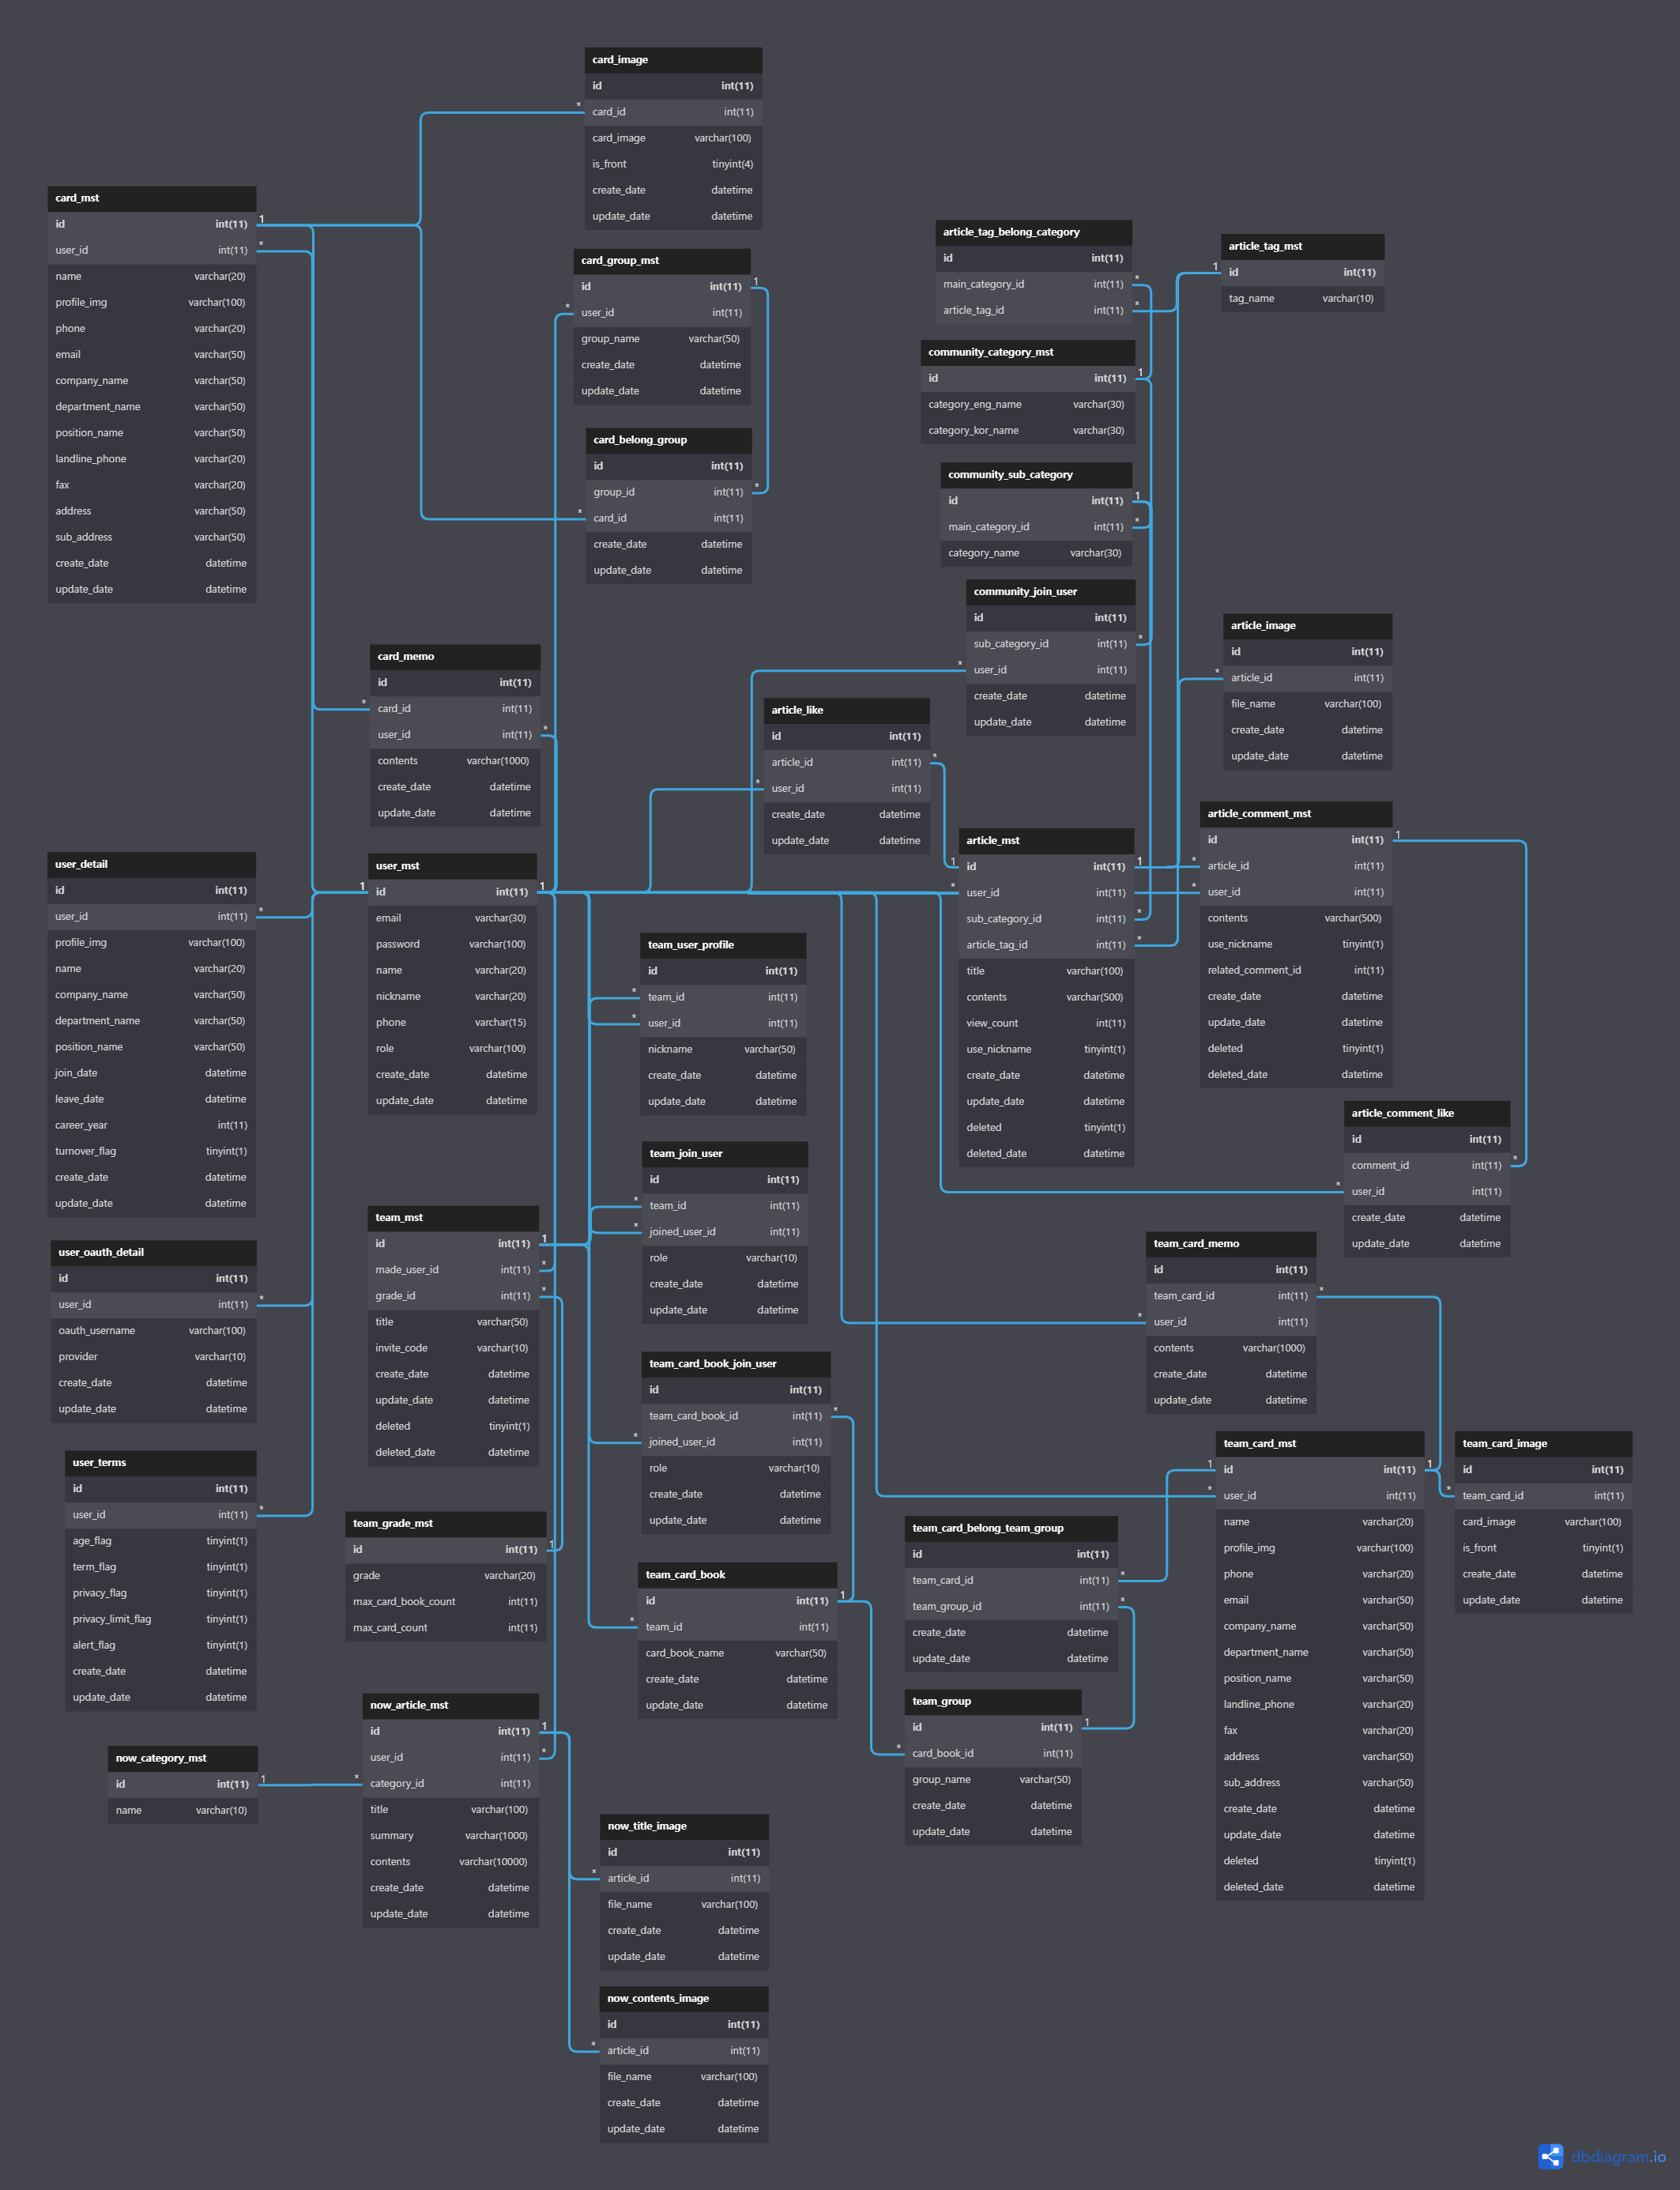 card_image
id int(11)
card_id int(11)
card_image varchar(100)
is_front tinyint(4)
create_date datetime
update_date datetime
card_mst
id int(11)
user_id int(11)
name varchar(20)
profile_img varchar(100)
phone varchar(20)
email varchar(50)
company_name varchar(50)
department_name varchar(50)
position_name varchar(50)
landline_phone varchar(20)
fax varchar(20)
address varchar(50)
sub_address varchar(50)
create_date datetime
update_date datetime
card_group_mst
id int(11)
user_id int(11)
group_name varchar(50)
create_date datetime
update_date datetime
card_belong_group
id int(11)
group_id int(11)
card_id int(11)
create_date datetime
update_date datetime
article_tag_belong_category
id int(11)
main_category_id int(11)
article_tag_id int(11)
article_tag_mst
id int(11)
tag_name varchar(10)
community_category_mst
id int(11)
category_eng_name varchar(30)
category_kor_name varchar(30)
community_sub_category
id int(11)
main_category_id int(11)
category_name varchar(30)
community_join_user
id int(11)
sub_category_id int(11)
user_id int(11)
create_date datetime
update_date datetime
article_image
id int(11)
article_id int(11)
file_name varchar(100)
create_date datetime
update_date datetime
card_memo
id int(11)
card_id int(11)
user_id int(11)
contents varchar(1000)
create_date datetime
update_date datetime
article_like
id int(11)
article_id int(11)
user_id int(11)
create_date datetime
update_date datetime
article_mst
id int(11)
user_id int(11)
sub_category_id int(11)
article_tag_id int(11)
title varchar(100)
contents varchar(500)
view_count int(11)
use_nickname tinyint(1)
create_date datetime
update_date datetime
deleted tinyint(1)
deleted_date datetime
article_comment_mst
id int(11)
article_id int(11)
user_id int(11)
contents varchar(500)
use_nickname tinyint(1)
related_comment_id int(11)
create_date datetime
update_date datetime
deleted tinyint(1)
deleted_date datetime
article_comment_like
id int(11)
comment_id int(11)
user_id int(11)
create_date datetime
update_date datetime
user_detail
id int(11)
user_id int(11)
profile_img varchar(100)
name varchar(20)
company_name varchar(50)
department_name varchar(50)
position_name varchar(50)
join_date datetime
leave_date datetime
career_year int(11)
turnover_flag tinyint(1)
create_date datetime
update_date datetime
user_mst
id int(11)
email varchar(30)
password varchar(100)
name varchar(20)
nickname varchar(20)
phone varchar(15)
role varchar(100)
create_date datetime
update_date datetime
team_user_profile
id int(11)
team_id int(11)
user_id int(11)
nickname varchar(50)
create_date datetime
update_date datetime
team_join_user
id int(11)
team_id int(11)
joined_user_id int(11)
role varchar(10)
create_date datetime
update_date datetime
team_mst
id int(11)
made_user_id int(11)
grade_id int(11)
title varchar(50)
invite_code varchar(10)
create_date datetime
update_date datetime
deleted tinyint(1)
deleted_date datetime
user_oauth_detail
id int(11)
user_id int(11)
oauth_username varchar(100)
provider varchar(10)
create_date datetime
update_date datetime
user_terms
id int(11)
user_id int(11)
age_flag tinyint(1)
term_flag tinyint(1)
privacy_flag tinyint(1)
privacy_limit_flag tinyint(1)
alert_flag tinyint(1)
create_date datetime
update_date datetime
team_card_memo
id int(11)
team_card_id int(11)
user_id int(11)
contents varchar(1000)
create_date datetime
update_date datetime
team_card_book_join_user
id int(11)
team_card_book_id int(11)
joined_user_id int(11)
role varchar(10)
create_date datetime
update_date datetime
team_grade_mst
id int(11)
grade varchar(20)
max_card_book_count int(11)
max_card_count int(11)
team_card_book
id int(11)
team_id int(11)
card_book_name varchar(50)
create_date datetime
update_date datetime
team_card_belong_team_group
id int(11)
team_card_id int(11)
team_group_id int(11)
create_date datetime
update_date datetime
team_group
id int(11)
card_book_id int(11)
group_name varchar(50)
create_date datetime
update_date datetime
team_card_mst
id int(11)
user_id int(11)
name varchar(20)
profile_img varchar(100)
phone varchar(20)
email varchar(50)
company_name varchar(50)
department_name varchar(50)
position_name varchar(50)
landline_phone varchar(20)
fax varchar(20)
address varchar(50)
sub_address varchar(50)
create_date datetime
update_date datetime
deleted tinyint(1)
deleted_date datetime
team_card_image
id int(11)
team_card_id int(11)
card_image varchar(100)
is_front tinyint(1)
create_date datetime
update_date datetime
now_category_mst
id int(11)
name varchar(10)
now_article_mst
id int(11)
user_id int(11)
category_id int(11)
title varchar(100)
summary varchar(1000)
contents varchar(10000)
create_date datetime
update_date datetime
now_title_image
id int(11)
article_id int(11)
file_name varchar(100)
create_date datetime
update_date datetime
now_contents_image
id int(11)
article_id int(11)
file_name varchar(100)
create_date datetime
update_date datetime
dbdiagram.io